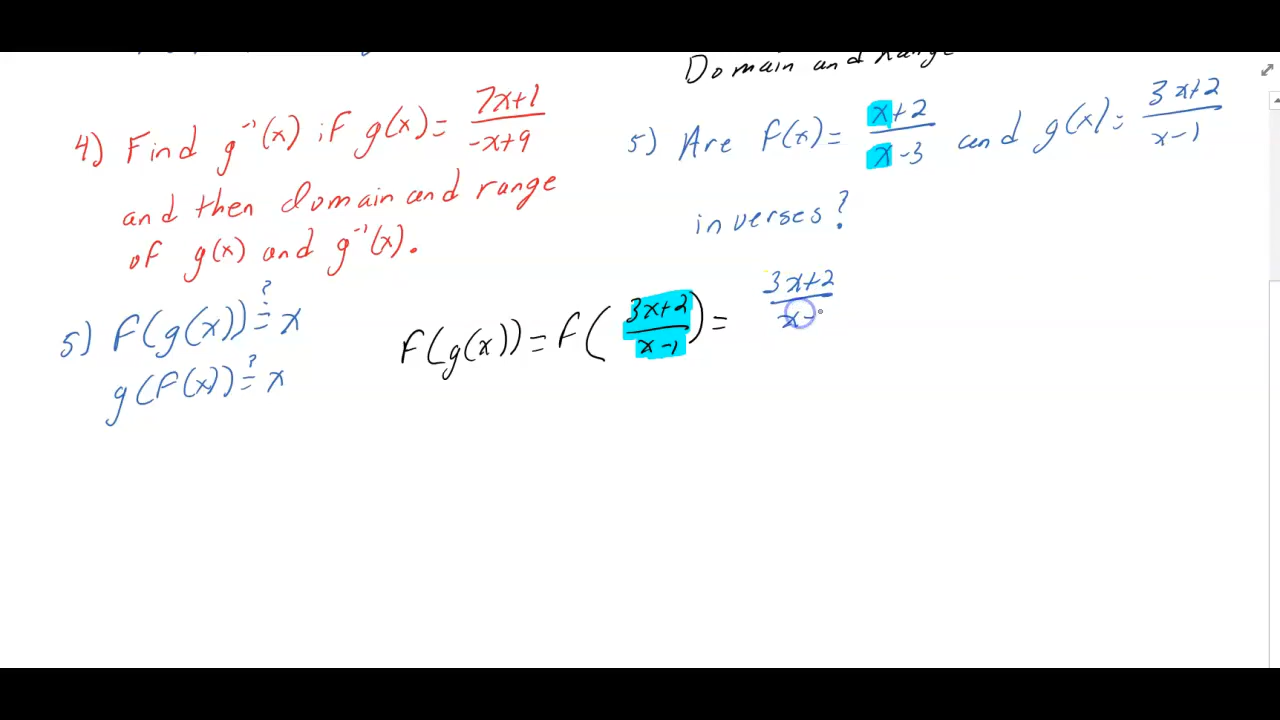 Domain and Range
4) Find g⁻¹(x) if g(x) = (7x+1)/(-x+9)
and then domain and range
of g(x) and g⁻¹(x).
5) Are f(x) = (x+2)/(x-3) and g(x) = (3x+2)/(x-1)
inverses?
5) f(g(x)) ≟ x
g(f(x)) ≟ x
f(g(x)) = f((3x+2)/(x-1)) = (3x+2)/(x-